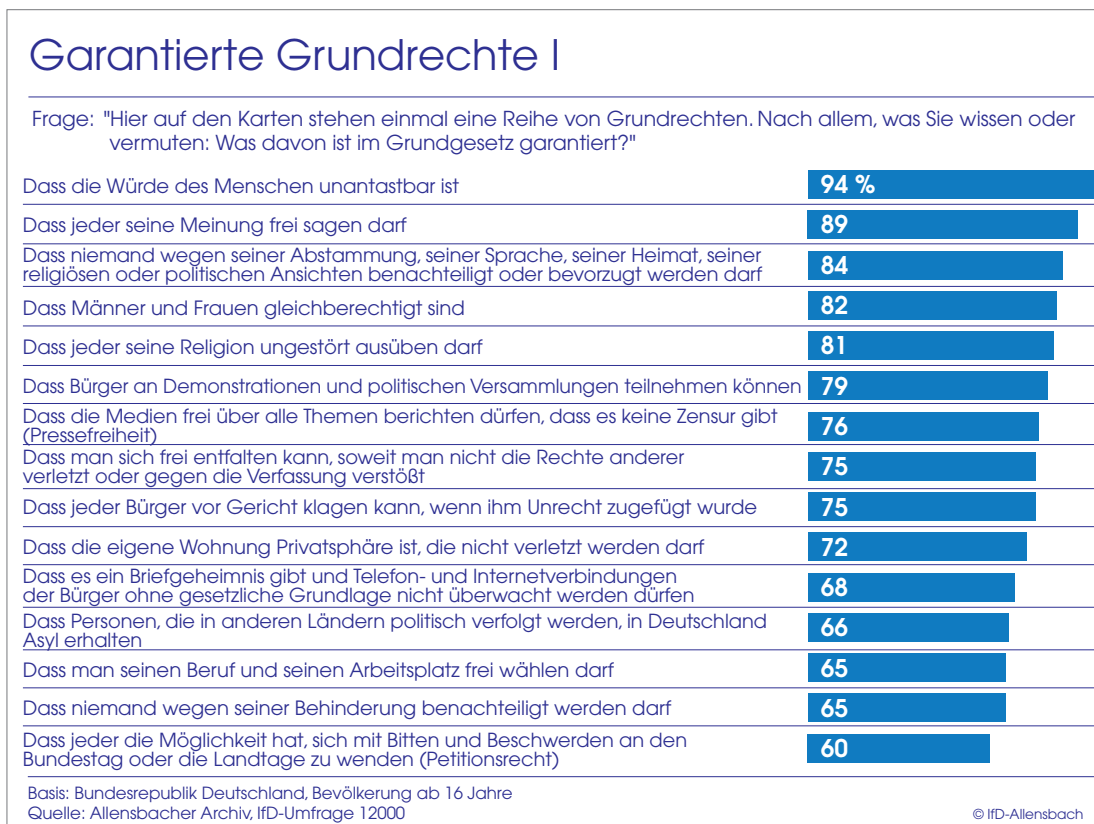 Garantierte Grundrechte I
Frage: "Hier auf den Karten stehen einmal eine Reihe von Grundrechten. Nach allem, was Sie wissen oder
vermuten: Was davon ist im Grundgesetz garantiert?"
Dass die Würde des Menschen unantastbar ist 94 %
Dass jeder seine Meinung frei sagen darf 89
Dass niemand wegen seiner Abstammung, seiner Sprache, seiner Heimat, seiner
religiösen oder politischen Ansichten benachteiligt oder bevorzugt werden darf 84
Dass Männer und Frauen gleichberechtigt sind 82
Dass jeder seine Religion ungestört ausüben darf 81
Dass Bürger an Demonstrationen und politischen Versammlungen teilnehmen können 79
Dass die Medien frei über alle Themen berichten dürfen, dass es keine Zensur gibt
(Pressefreiheit) 76
Dass man sich frei entfalten kann, soweit man nicht die Rechte anderer
verletzt oder gegen die Verfassung verstößt 75
Dass jeder Bürger vor Gericht klagen kann, wenn ihm Unrecht zugefügt wurde 75
Dass die eigene Wohnung Privatsphäre ist, die nicht verletzt werden darf 72
Dass es ein Briefgeheimnis gibt und Telefon- und Internetverbindungen
der Bürger ohne gesetzliche Grundlage nicht überwacht werden dürfen 68
Dass Personen, die in anderen Ländern politisch verfolgt werden, in Deutschland
Asyl erhalten 66
Dass man seinen Beruf und seinen Arbeitsplatz frei wählen darf 65
Dass niemand wegen seiner Behinderung benachteiligt werden darf 65
Dass jeder die Möglichkeit hat, sich mit Bitten und Beschwerden an den
Bundestag oder die Landtage zu wenden (Petitionsrecht) 60
Basis: Bundesrepublik Deutschland, Bevölkerung ab 16 Jahre
Quelle: Allensbacher Archiv, IfD-Umfrage 12000
© IfD-Allensbach